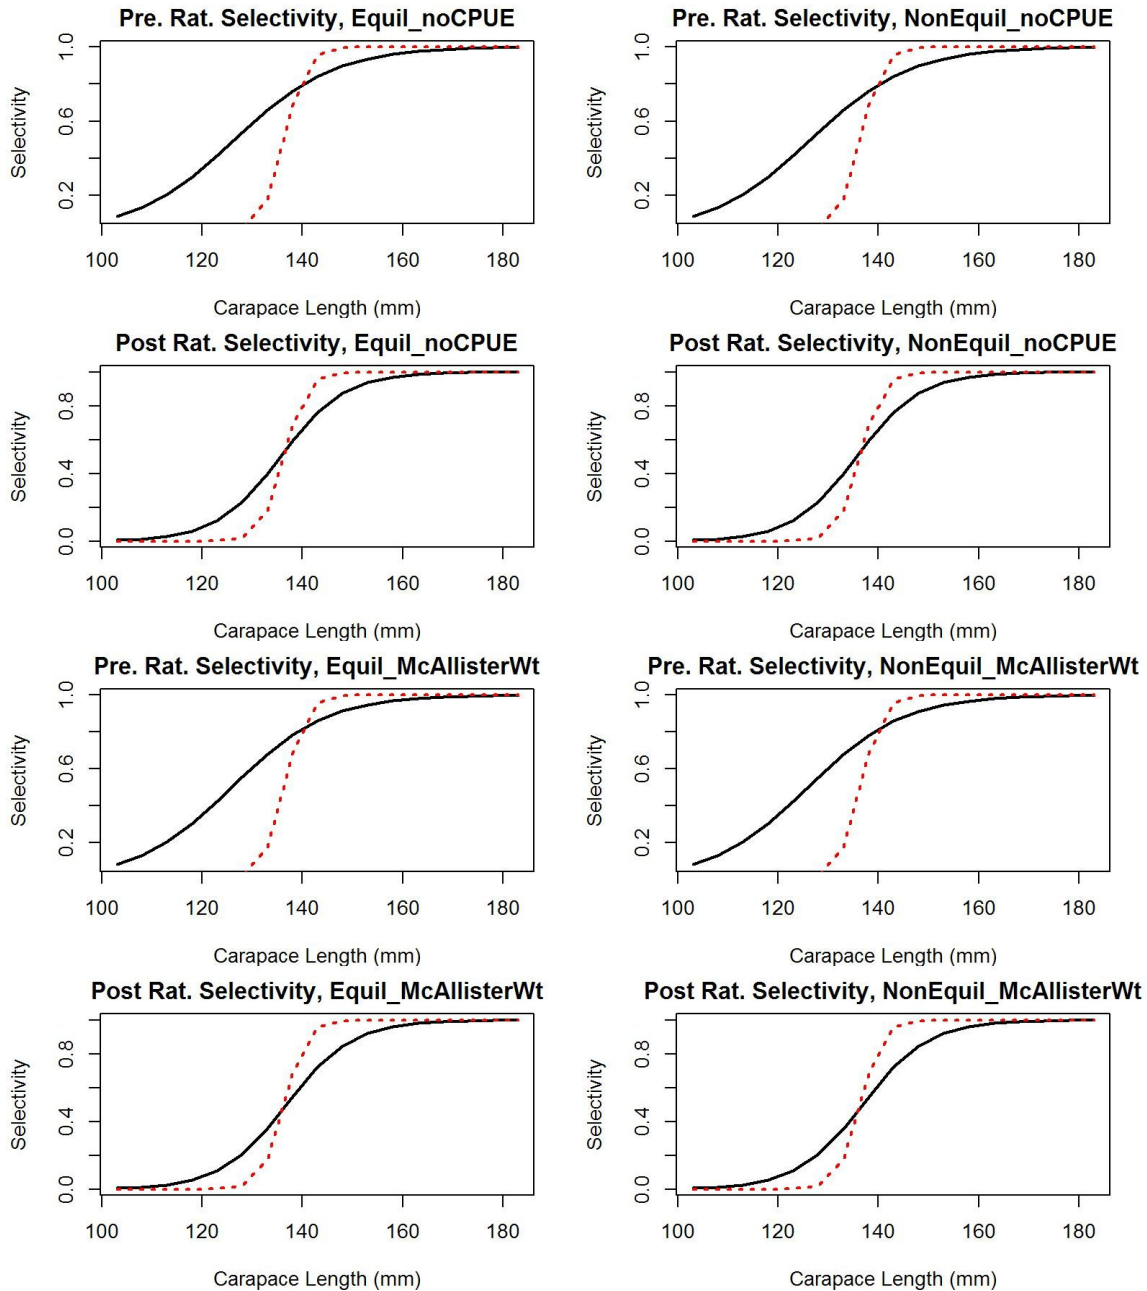 Pre. Rat. Selectivity, Equil_noCPUE
Selectivity
1.0
0.6
0.2
100 120 140 160 180
Carapace Length (mm)
Pre. Rat. Selectivity, NonEquil_noCPUE
Selectivity
1.0
0.6
0.2
100 120 140 160 180
Carapace Length (mm)
Post Rat. Selectivity, Equil_noCPUE
Selectivity
0.8
0.4
0.0
100 120 140 160 180
Carapace Length (mm)
Post Rat. Selectivity, NonEquil_noCPUE
Selectivity
0.8
0.4
0.0
100 120 140 160 180
Carapace Length (mm)
Pre. Rat. Selectivity, Equil_McAllisterWt
Selectivity
1.0
0.6
0.2
100 120 140 160 180
Carapace Length (mm)
Pre. Rat. Selectivity, NonEquil_McAllisterWt
Selectivity
1.0
0.6
0.2
100 120 140 160 180
Carapace Length (mm)
Post Rat. Selectivity, Equil_McAllisterWt
Selectivity
0.8
0.4
0.0
100 120 140 160 180
Carapace Length (mm)
Post Rat. Selectivity, NonEquil_McAllisterWt
Selectivity
0.8
0.4
0.0
100 120 140 160 180
Carapace Length (mm)